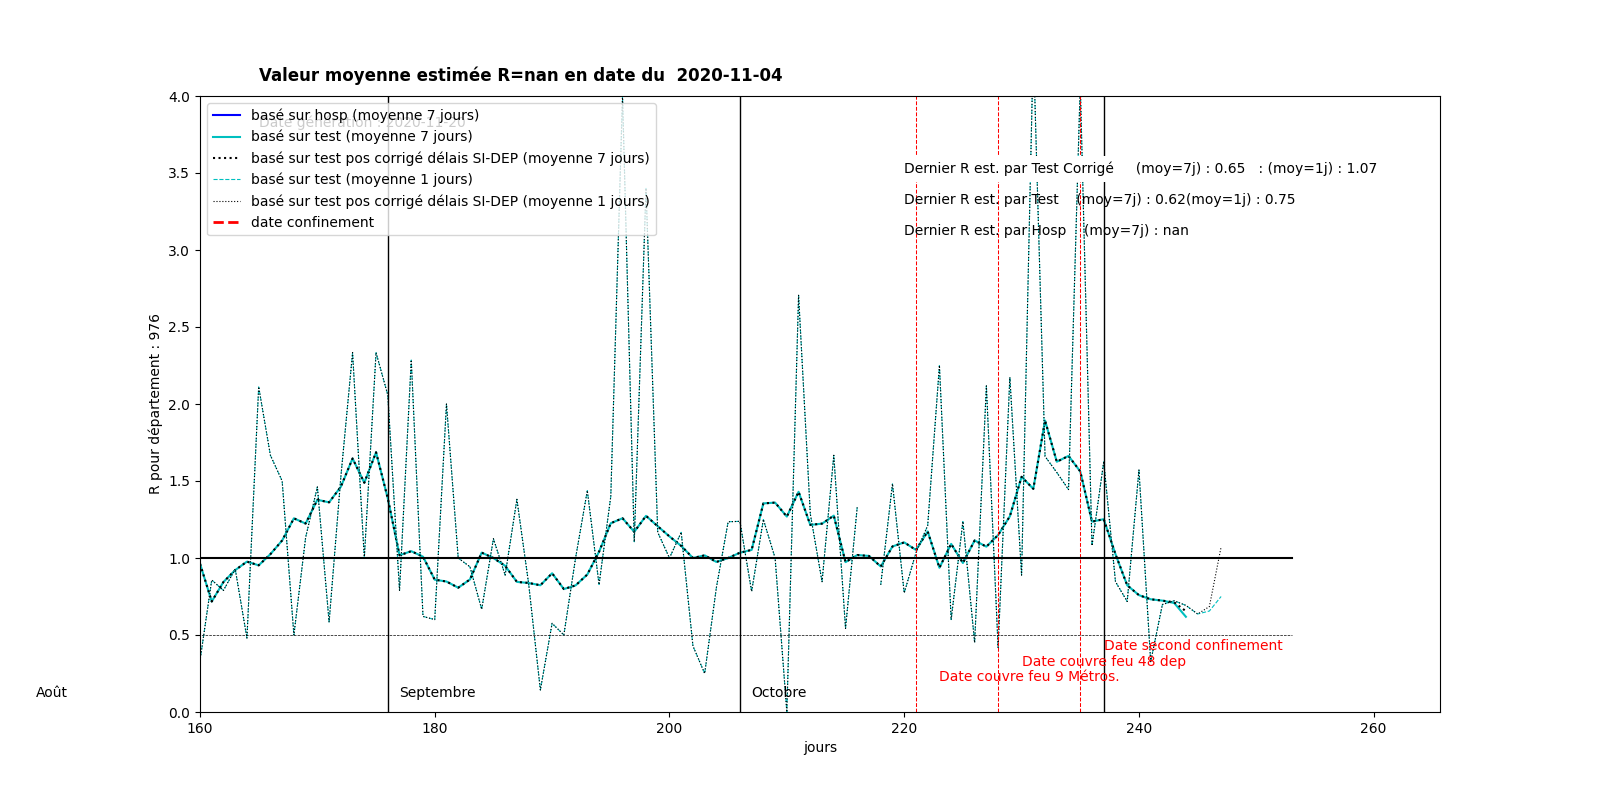 Valeur moyenne estimée R=nan en date du  2020-11-04
4.0
3.5
3.0
2.5
2.0
1.5
1.0
0.5
0.0
R pour département : 976
basé sur hosp (moyenne 7 jours)
Date génération : 2020-11-20
basé sur test (moyenne 7 jours)
basé sur test pos corrigé délais SI-DEP (moyenne 7 jours)
basé sur test (moyenne 1 jours)
basé sur test pos corrigé délais SI-DEP (moyenne 1 jours)
date confinement
Dernier R est. par Test Corrigé     (moy=7j) : 0.65   : (moy=1j) : 1.07
Dernier R est. par Test    (moy=7j) : 0.62(moy=1j) : 0.75
Dernier R est. par Hosp    (moy=7j) : nan
Date second confinement
Date couvre feu 48 dep
Date couvre feu 9 Métros.
Août
Septembre
Octobre
160
180
200
220
240
260
jours